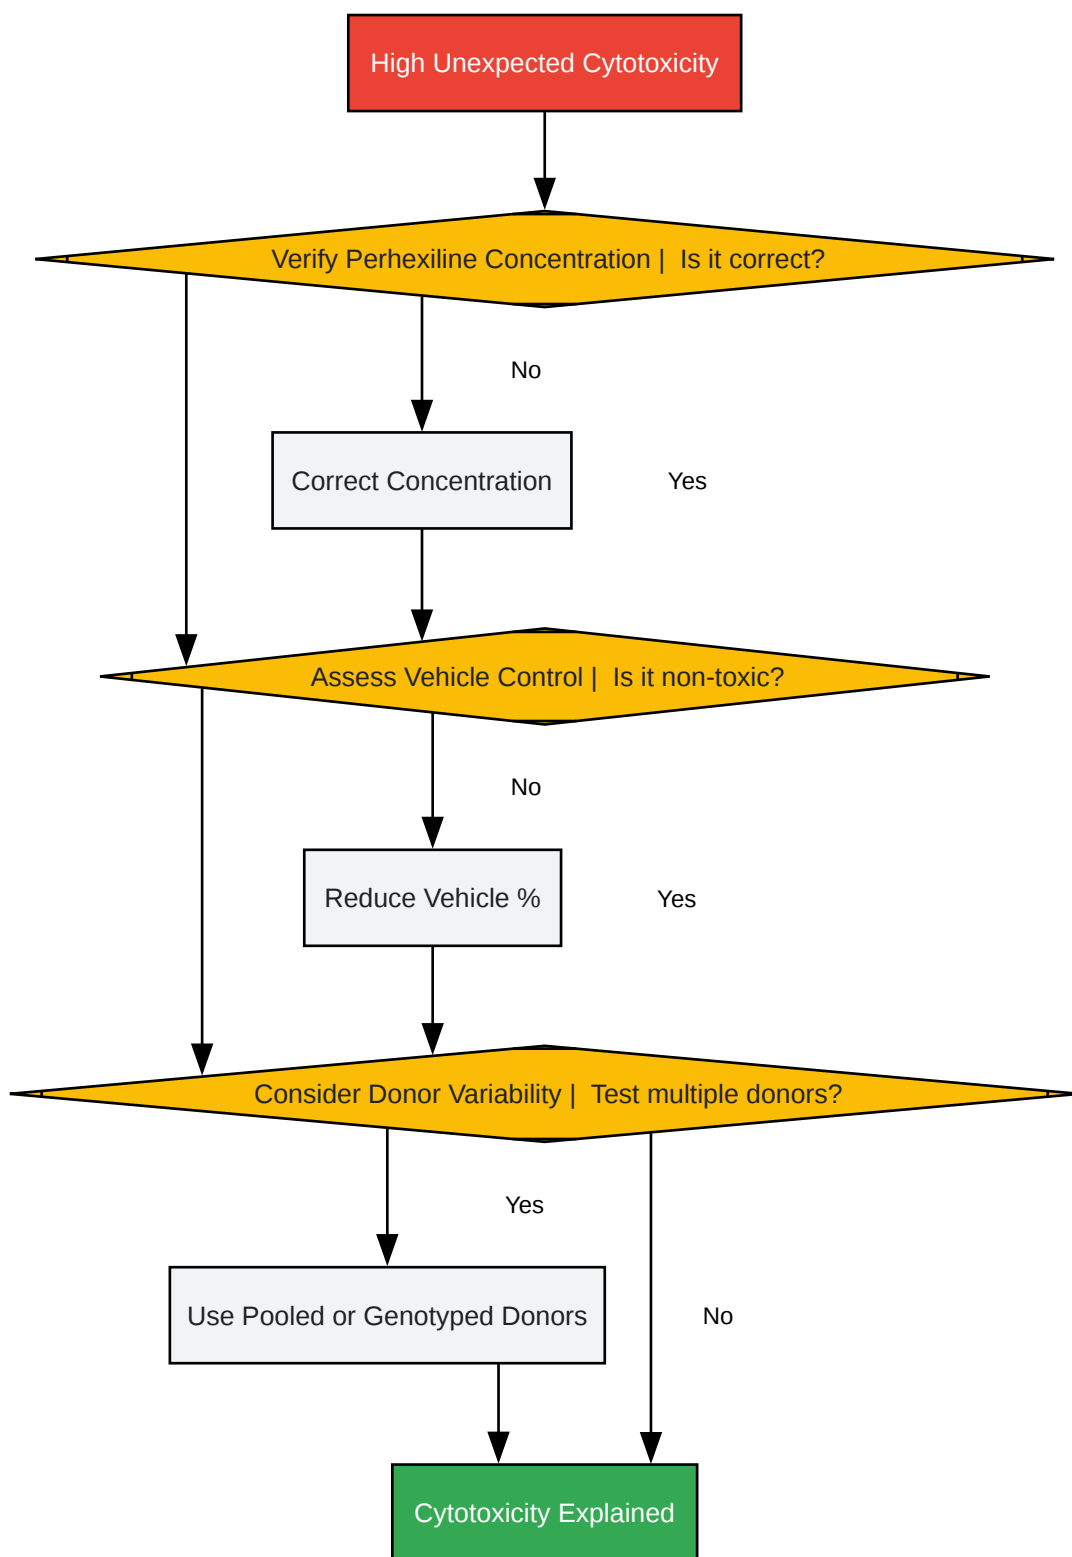 High Unexpected Cytotoxicity
Verify Perhexiline Concentration |  Is it correct?
No
Correct Concentration
Yes
Assess Vehicle Control |  Is it non-toxic?
No
Reduce Vehicle %
Yes
Consider Donor Variability |  Test multiple donors?
Yes
Use Pooled or Genotyped Donors
No
Cytotoxicity Explained